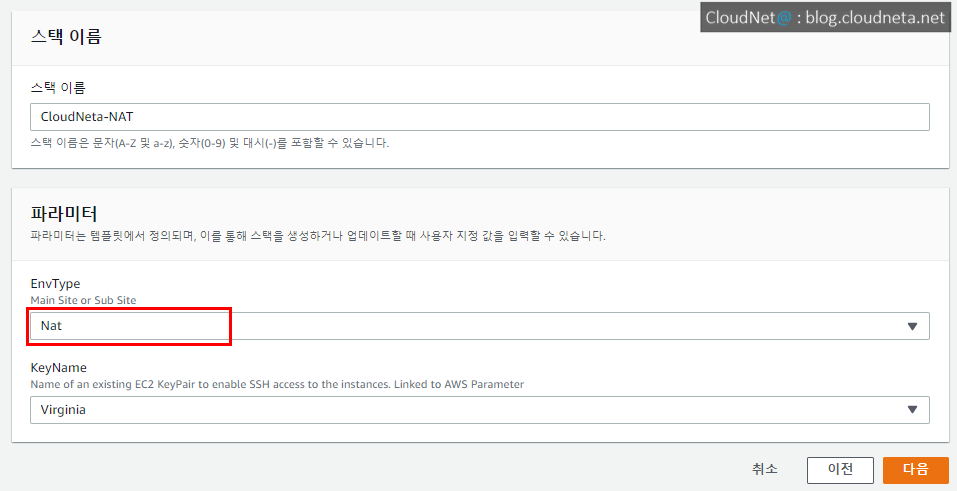 CloudNet@ : blog.cloudneta.net
스택 이름
스택 이름
CloudNeta-NAT
스택 이름은 문자(A-Z 및 a-z), 숫자(0-9) 및 대시(-)를 포함할 수 있습니다.
파라미터
파라미터는 템플릿에서 정의되며, 이를 통해 스택을 생성하거나 업데이트할 때 사용자 지정 값을 입력할 수 있습니다.
EnvType
Main Site or Sub Site
Nat
KeyName
Name of an existing EC2 KeyPair to enable SSH access to the instances. Linked to AWS Parameter
Virginia
취소 이전 다음